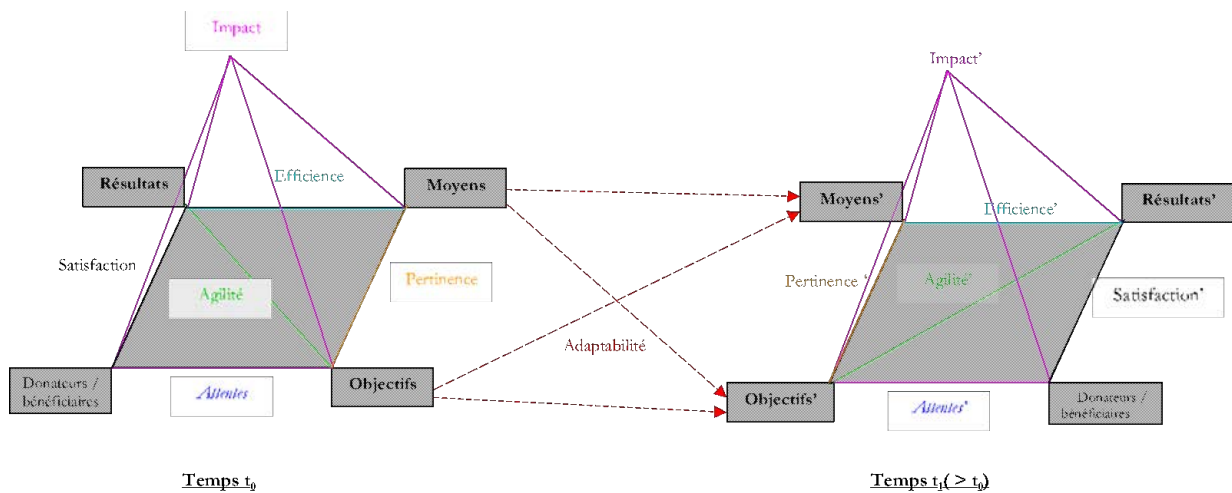 Impact
Impact’
Résultats
Efficience
Moyens
Moyens’
Efficience’
Résultats’
Satisfaction
Pertinence
Agilité
Pertinence ‘
Agilité’
Satisfaction’
Adaptabilité
Donateurs /
bénéficiaires
Attentes
Objectifs
Objectifs’
Attentes’
Donateurs /
bénéficiaires
Temps t₀
Temps t₁( > t₀)